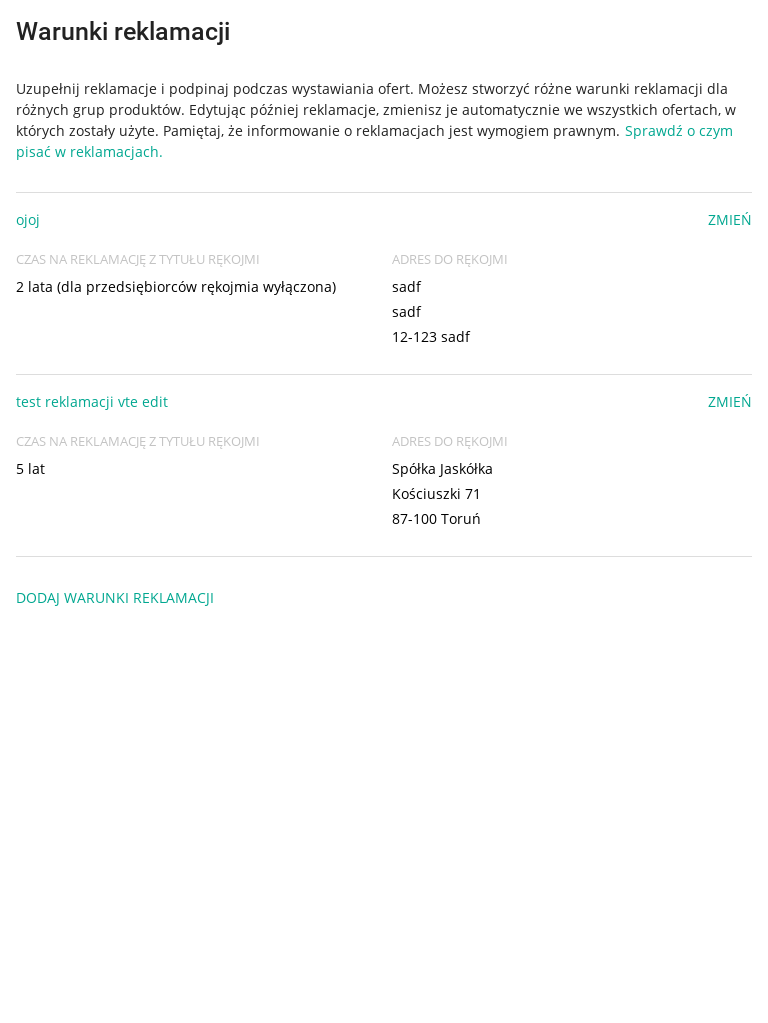 Warunki reklamacji
Uzupełnij reklamacje i podpinaj podczas wystawiania ofert. Możesz stworzyć różne warunki reklamacji dla
różnych grup produktów. Edytując później reklamacje, zmienisz je automatycznie we wszystkich ofertach, w
których zostały użyte. Pamiętaj, że informowanie o reklamacjach jest wymogiem prawnym. Sprawdź o czym
pisać w reklamacjach.
ojoj
ZMIEŃ
CZAS NA REKLAMACJĘ Z TYTUŁU RĘKOJMI
2 lata (dla przedsiębiorców rękojmia wyłączona)
ADRES DO RĘKOJMI
sadf
sadf
12-123 sadf
test reklamacji vte edit
ZMIEŃ
CZAS NA REKLAMACJĘ Z TYTUŁU RĘKOJMI
5 lat
ADRES DO RĘKOJMI
Spółka Jaskółka
Kościuszki 71
87-100 Toruń
DODAJ WARUNKI REKLAMACJI